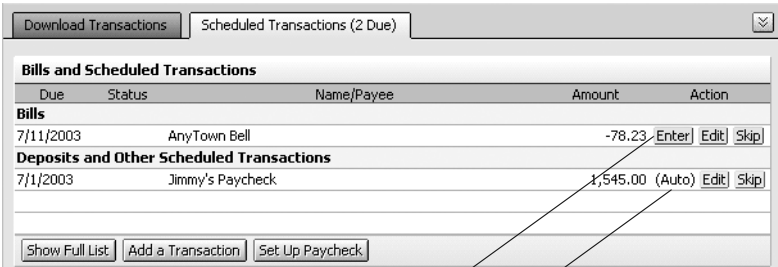 Download Transactions Scheduled Transactions (2 Due)
Bills and Scheduled Transactions
Due Status Name/Payee Amount Action
Bills
7/11/2003 AnyTown Bell -78.23 Enter Edit Skip
Deposits and Other Scheduled Transactions
7/1/2003 Jimmy's Paycheck 1,545.00 (Auto) Edit Skip
Show Full List Add a Transaction Set Up Paycheck